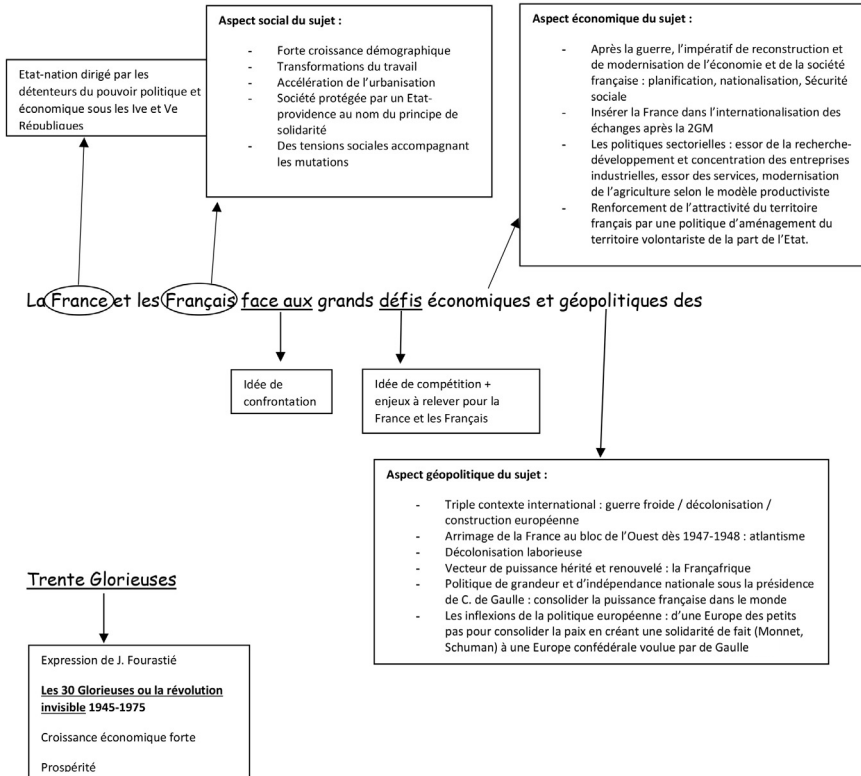 Aspect social du sujet :
- Forte croissance démographique
- Transformations du travail
- Accélération de l'urbanisation
- Société protégée par un Etat-
providence au nom du principe de
solidarité
- Des tensions sociales accompagnant
les mutations
Aspect économique du sujet :
- Après la guerre, l'impératif de reconstruction et
de modernisation de l'économie et de la société
française : planification, nationalisation, Sécurité
sociale
- Insérer la France dans l'internationalisation des
échanges après la 2GM
- Les politiques sectorielles : essor de la recherche-
développement et concentration des entreprises
industrielles, essor des services, modernisation
de l'agriculture selon le modèle productiviste
- Renforcement de l'attractivité du territoire
français par une politique d'aménagement du
territoire volontariste de la part de l'Etat.
Etat-nation dirigé par les
détenteurs du pouvoir politique et
économique sous les Ive et Ve
Républiques
La France et les Français face aux grands défis économiques et géopolitiques des
Idée de
confrontation
Idée de compétition +
enjeux à relever pour la
France et les Français
Aspect géopolitique du sujet :
- Triple contexte international : guerre froide / décolonisation /
construction européenne
- Arrimage de la France au bloc de l'Ouest dès 1947-1948 : atlantisme
- Décolonisation laborieuse
- Vecteur de puissance hérité et renouvelé : la Françafrique
- Politique de grandeur et d'indépendance nationale sous la présidence
de C. de Gaulle : consolider la puissance française dans le monde
- Les inflexions de la politique européenne : d'une Europe des petits
pas pour consolider la paix en créant une solidarité de fait (Monnet,
Schuman) à une Europe confédérale voulue par de Gaulle
Trente Glorieuses
Expression de J. Fourastié
Les 30 Glorieuses ou la révolution
invisible 1945-1975
Croissance économique forte
Prospérité